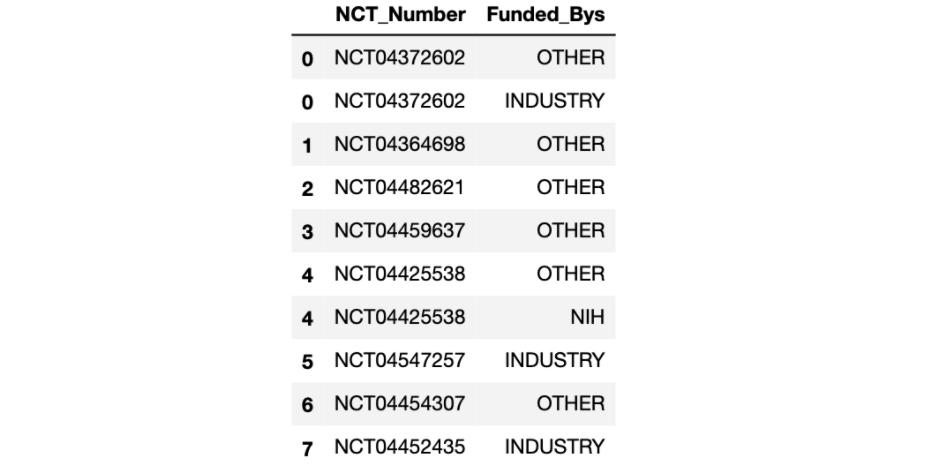 NCT_Number Funded_Bys
0 NCT04372602 OTHER
0 NCT04372602 INDUSTRY
1 NCT04364698 OTHER
2 NCT04482621 OTHER
3 NCT04459637 OTHER
4 NCT04425538 OTHER
4 NCT04425538 NIH
5 NCT04547257 INDUSTRY
6 NCT04454307 OTHER
7 NCT04452435 INDUSTRY